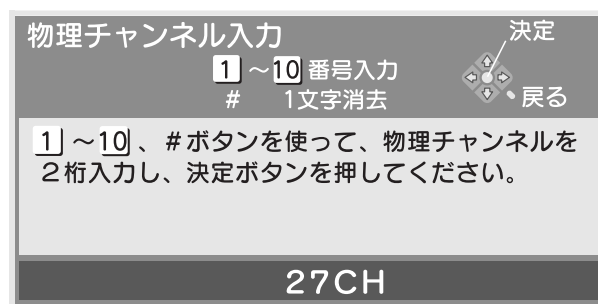 物理チャンネル入力
決定
1～10 番号入力
# 1文字消去
戻る
1～10、#ボタンを使って、物理チャンネルを
２桁入力し、決定ボタンを押してください。
27CH